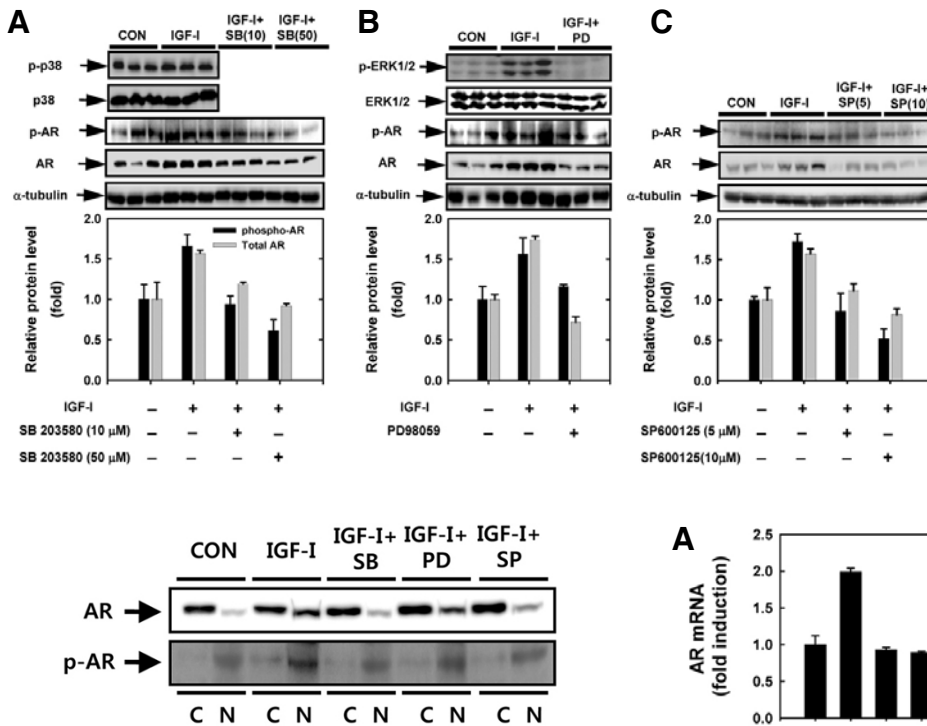 A
CON IGF-I IGF-I+ SB(10) IGF-I+ SB(50)
p-p38
p38
p-AR
AR
α-tubulin
Relative protein level (fold)
2.0
1.5
1.0
0.5
0.0
phospho-AR
Total AR
IGF-I – + + +
SB 203580 (10 μM) – – + –
SB 203580 (50 μM) – – – +
B
CON IGF-I IGF-I+ PD
p-ERK1/2
ERK1/2
p-AR
AR
α-tubulin
Relative protein level (fold)
2.0
1.5
1.0
0.5
0.0
IGF-I – + +
PD98059 – – +
C
CON IGF-I IGF-I+ SP(5) IGF-I+ SP(10)
p-AR
AR
α-tubulin
Relative protein level (fold)
2.0
1.5
1.0
0.5
0.0
IGF-I – + + +
SP600125 (5 μM) – – + –
SP600125(10μM) – – – +
CON IGF-I IGF-I+ SB IGF-I+ PD IGF-I+ SP
AR
p-AR
C N C N C N C N C N
A
AR mRNA (fold induction)
2.5
2.0
1.5
1.0
0.5
0.0